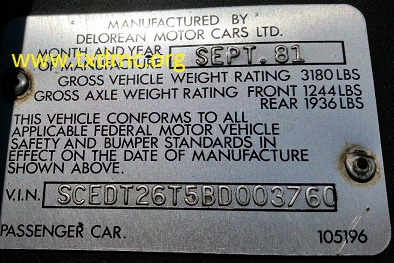 MANUFACTURED BY
DELOREAN MOTOR CARS LTD.
www.txdmc.org
MONTH AND YEAR
OF MANUFACTURE SEPT. 81
GROSS VEHICLE WEIGHT RATING 3180 LBS
GROSS AXLE WEIGHT RATING FRONT 1244 LBS
REAR 1936 LBS
THIS VEHICLE CONFORMS TO ALL
APPLICABLE FEDERAL MOTOR VEHICLE
SAFETY AND BUMPER STANDARDS IN
EFFECT ON THE DATE OF MANUFACTURE
SHOWN ABOVE.
V.I.N. SCEDT26T5BD003760
PASSENGER CAR. 105196